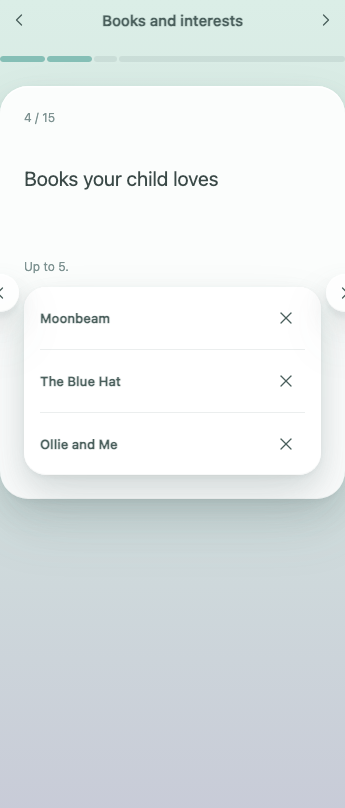 Books and interests
4 / 15
Books your child loves
Up to 5.
Moonbeam
The Blue Hat
Ollie and Me